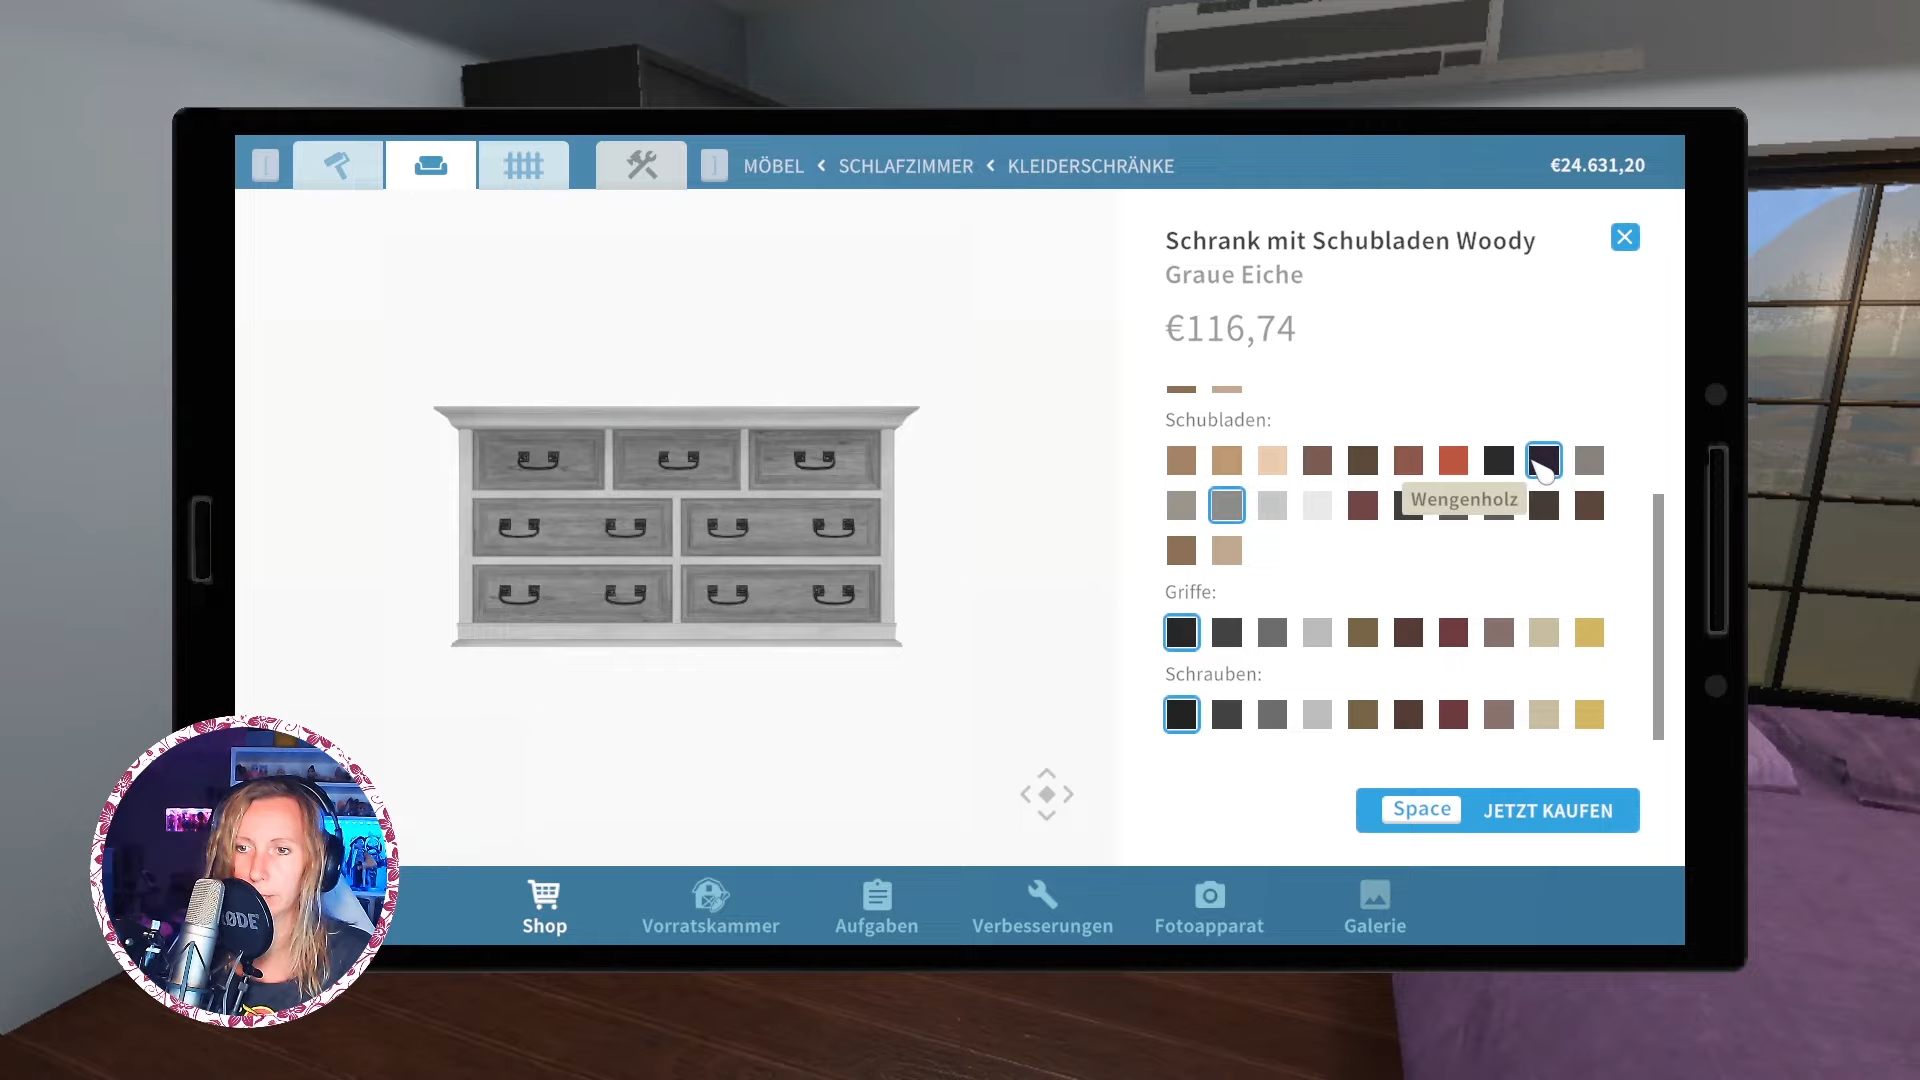 MÖBEL < SCHLAFZIMMER < KLEIDERSCHRÄNKE
€24.631,20
Schrank mit Schubladen Woody
Graue Eiche
€116,74
Schubladen:
Wengenholz
Griffe:
Schrauben:
Space JETZT KAUFEN
Shop
Vorratskammer
Aufgaben
Verbesserungen
Fotoapparat
Galerie
RØDE